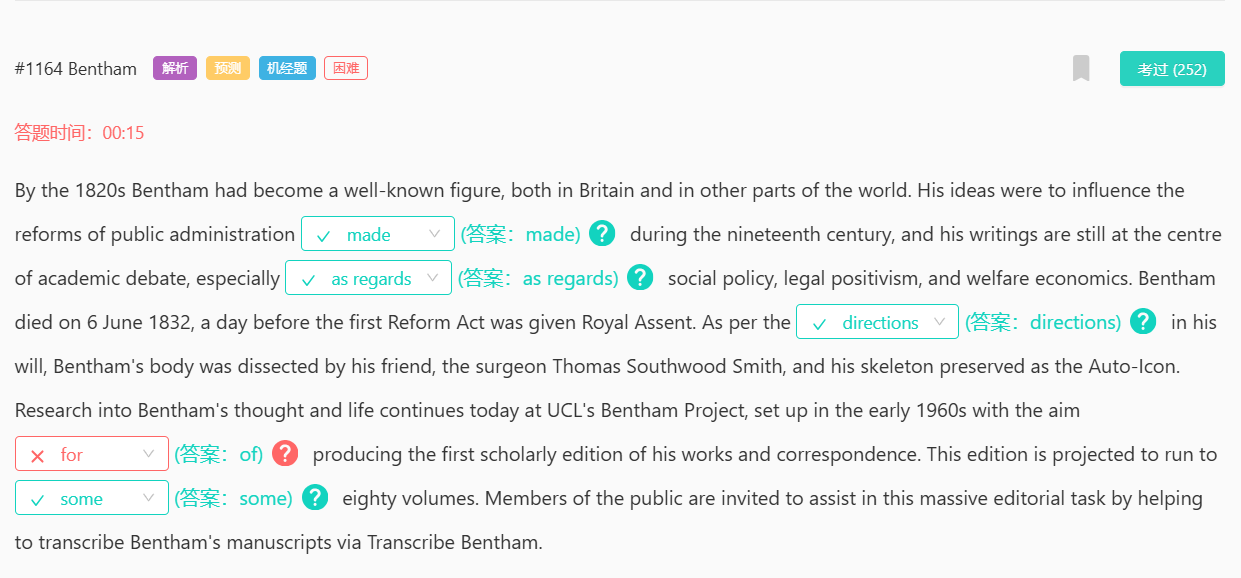 #1164 Bentham 解析 预测 机经题 困难 考过 (252)
答题时间：00:15
By the 1820s Bentham had become a well-known figure, both in Britain and in other parts of the world. His ideas were to influence the
reforms of public administration made (答案：made) ? during the nineteenth century, and his writings are still at the centre
of academic debate, especially as regards (答案：as regards) ? social policy, legal positivism, and welfare economics. Bentham
died on 6 June 1832, a day before the first Reform Act was given Royal Assent. As per the directions (答案：directions) ? in his
will, Bentham's body was dissected by his friend, the surgeon Thomas Southwood Smith, and his skeleton preserved as the Auto-Icon.
Research into Bentham's thought and life continues today at UCL's Bentham Project, set up in the early 1960s with the aim
for (答案：of) ? producing the first scholarly edition of his works and correspondence. This edition is projected to run to
some (答案：some) ? eighty volumes. Members of the public are invited to assist in this massive editorial task by helping
to transcribe Bentham's manuscripts via Transcribe Bentham.